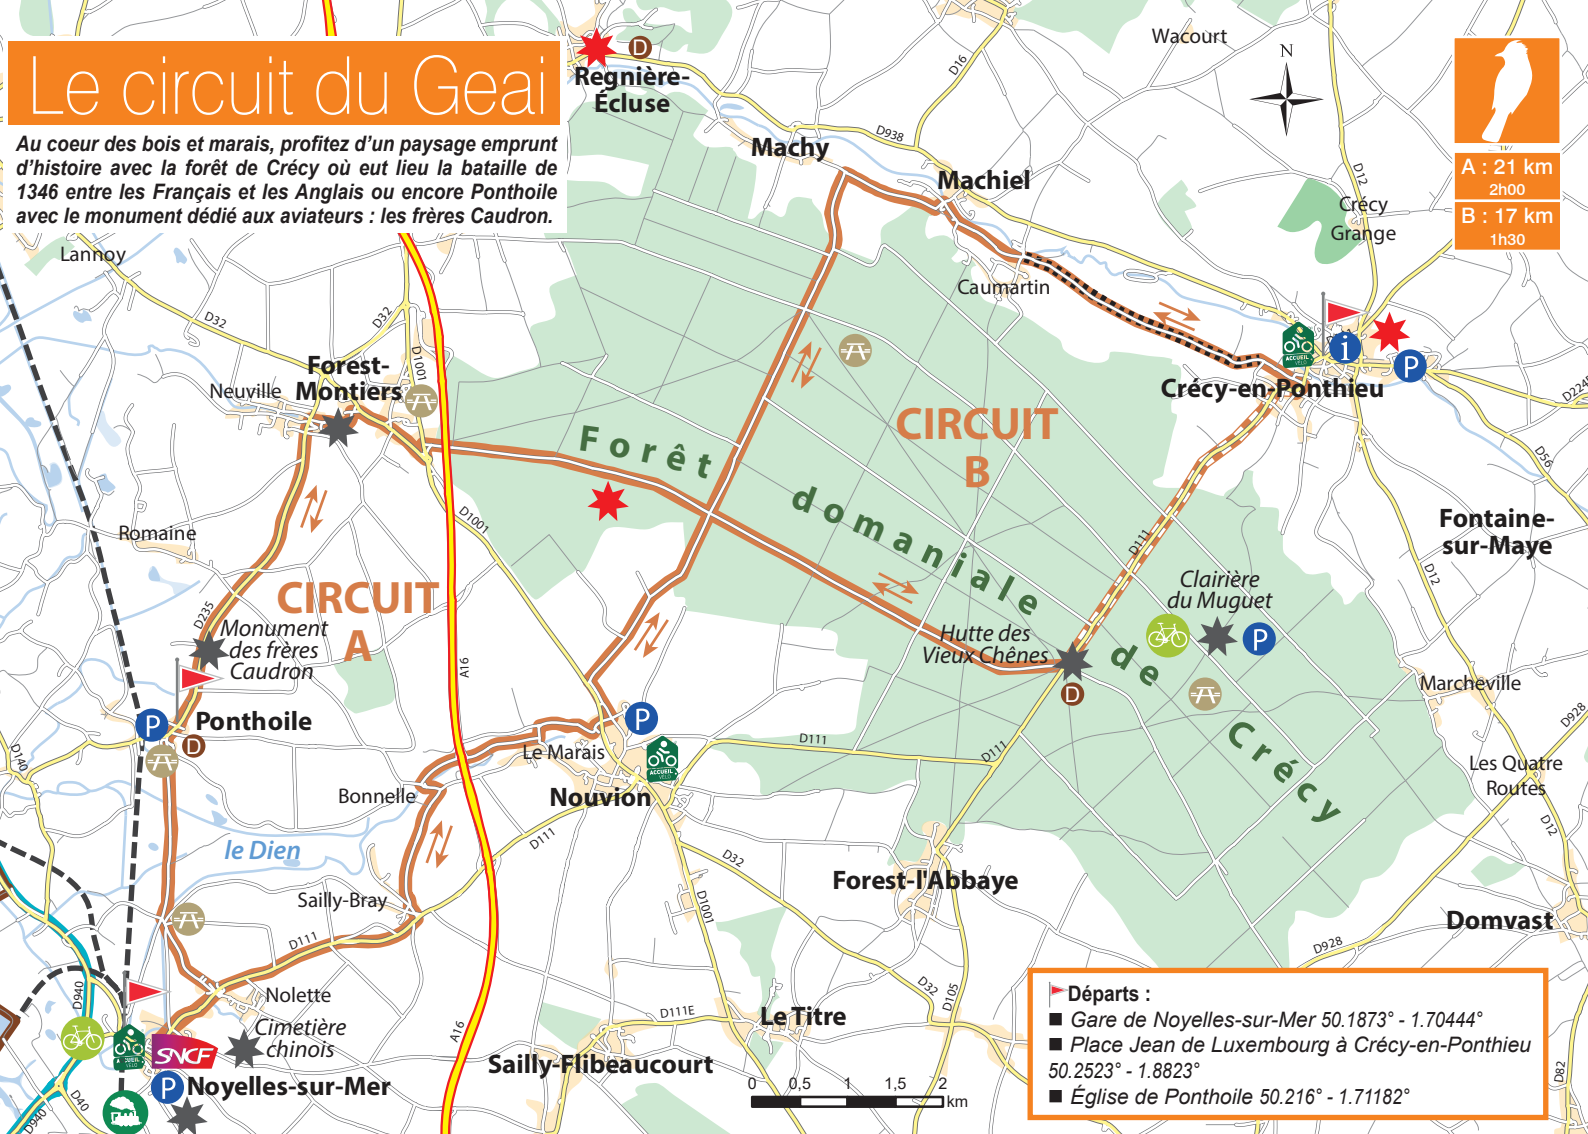 Le circuit du Geai
Au coeur des bois et marais, profitez d'un paysage emprunt
d'histoire avec la forêt de Crécy où eut lieu la bataille de
1346 entre les Français et les Anglais ou encore Ponthoile
avec le monument dédié aux aviateurs : les frères Caudron.
A : 21 km
2h00
B : 17 km
1h30
N
Wacourt
D16
D
Regnière-
Écluse
D938
Machy
Machiel
D12
Crécy
Grange
Lannoy
Caumartin
D32
D32
D1001
ACCUEIL
VÉLO
i
P
Forest-
Montiers
Neuville
Crécy-en-Ponthieu
D224
CIRCUIT
B
Forêt
domaniale
de
Crécy
D56
D1001
Romaine
D111
Fontaine-
sur-Maye
D12
Clairière
du Muguet
P
CIRCUIT
A
D235
Monument
des frères
Caudron
Hutte des
Vieux Chênes
D
A16
Marcheville
D928
P
Ponthoile
D
D140
P
Le Marais
ACCUEIL
VÉLO
D111
D111
Les Quatre
Routes
D12
Bonnelle
Nouvion
D111
le Dien
D32
Forest-l'Abbaye
Sailly-Bray
D1001
Domvast
D111
D928
D940
Nolette
D32
D105
Cimetière
chinois
D111E
Le Titre
A16
SNCF
P
Noyelles-sur-Mer
Sailly-Flibeaucourt
D40
D940
D82
0 0,5 1 1,5 2
km
Départs :
■ Gare de Noyelles-sur-Mer 50.1873° - 1.70444°
■ Place Jean de Luxembourg à Crécy-en-Ponthieu
50.2523° - 1.8823°
■ Église de Ponthoile 50.216° - 1.71182°